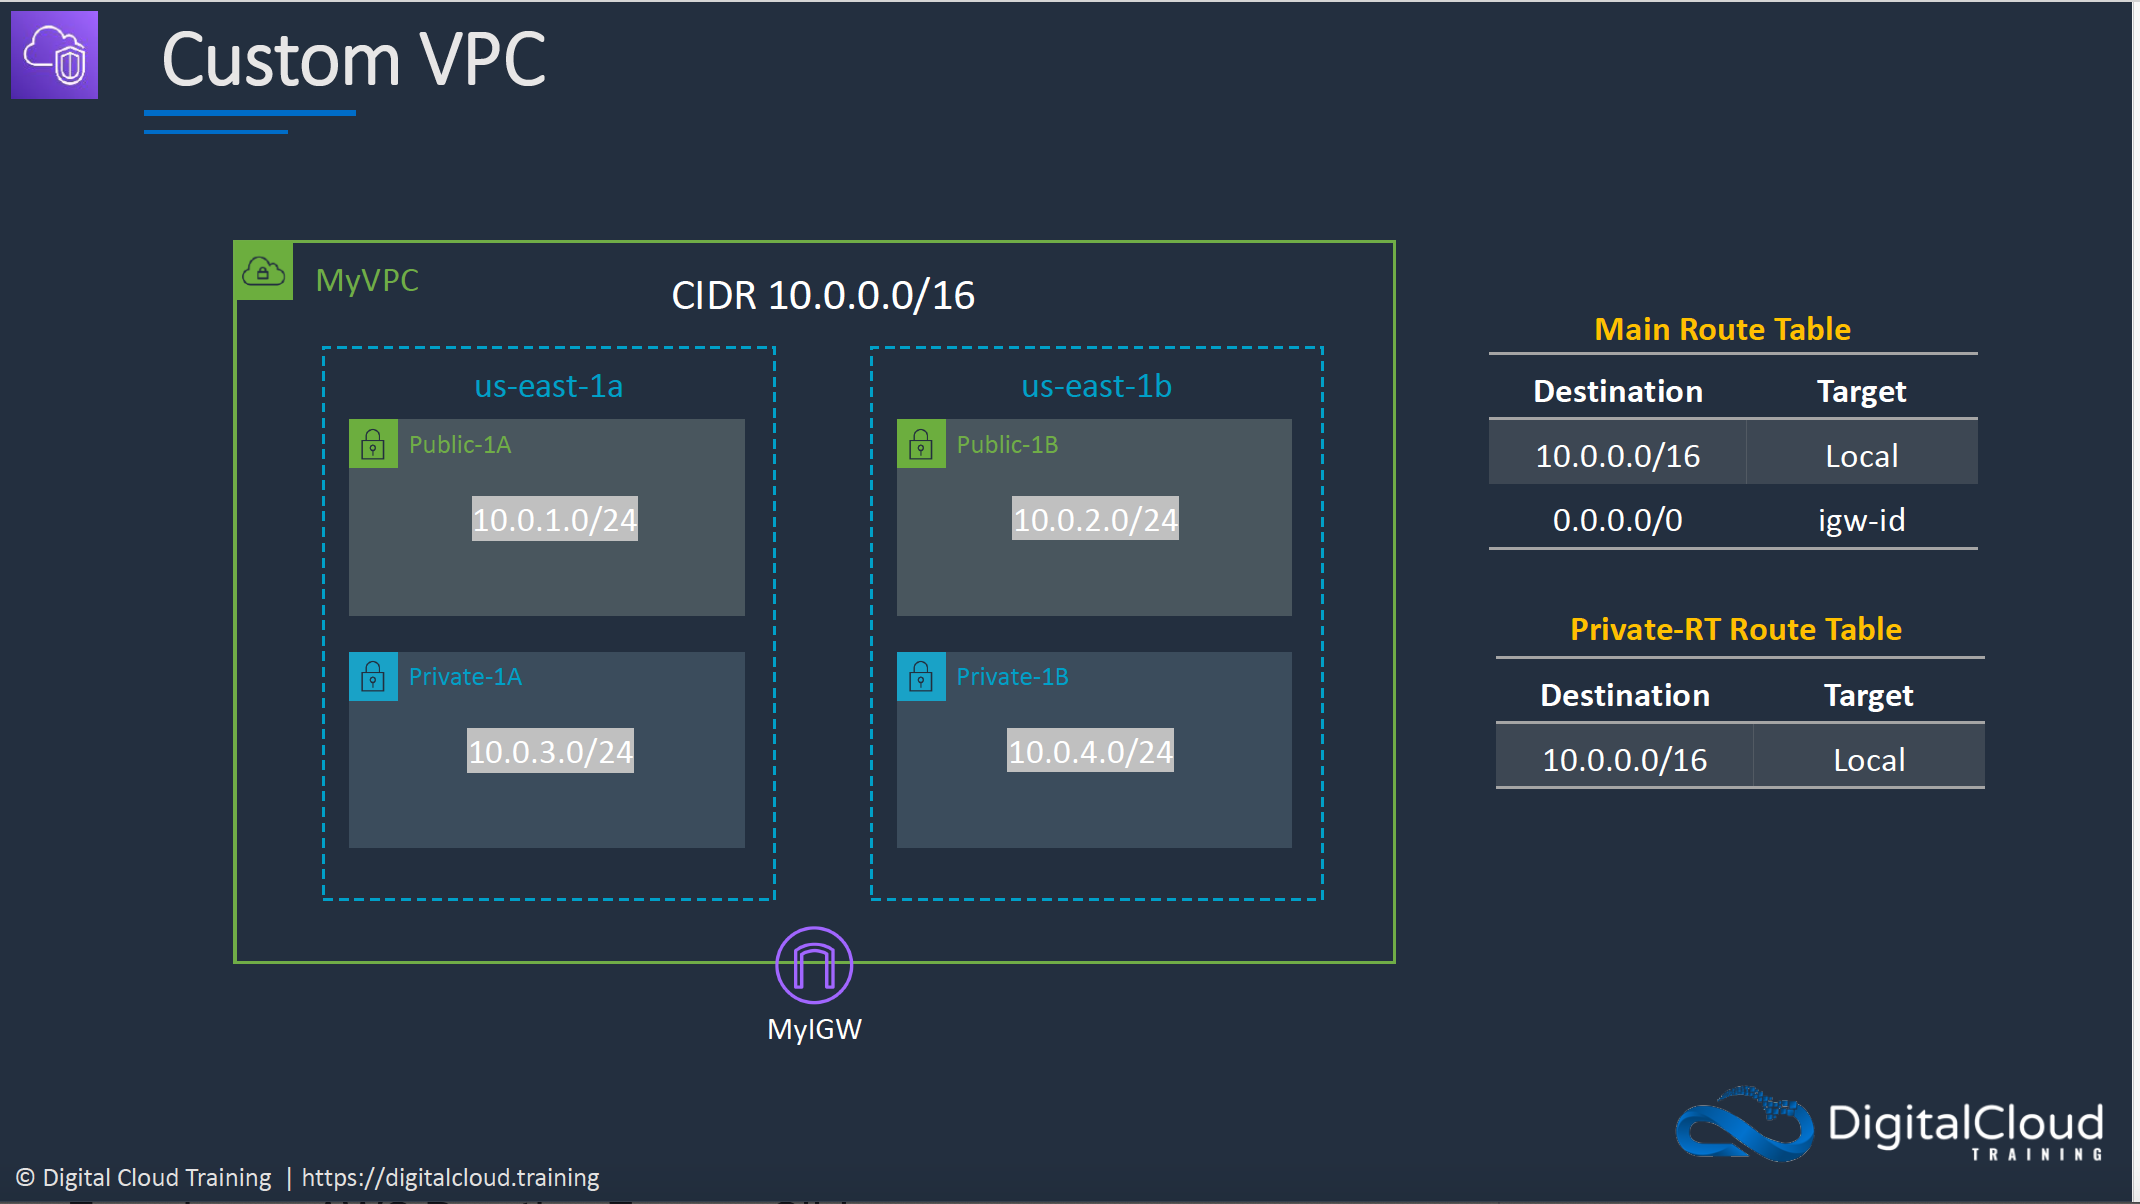 Custom VPC
MyVPC
CIDR 10.0.0.0/16
us-east-1a
Public-1A
10.0.1.0/24
Private-1A
10.0.3.0/24
us-east-1b
Public-1B
10.0.2.0/24
Private-1B
10.0.4.0/24
MyIGW
Main Route Table
Destination Target
10.0.0.0/16 Local
0.0.0.0/0 igw-id
Private-RT Route Table
Destination Target
10.0.0.0/16 Local
DigitalCloud
TRAINING
© Digital Cloud Training | https://digitalcloud.training